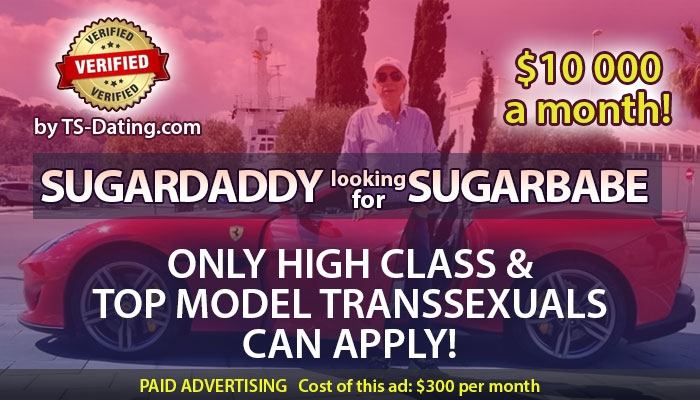 VERIFIED
VERIFIED
VERIFIED
by TS-Dating.com
$10 000
a month!
SUGARDADDY looking for SUGARBABE
ONLY HIGH CLASS &
TOP MODEL TRANSSEXUALS
CAN APPLY!
PAID ADVERTISING Cost of this ad: $300 per month